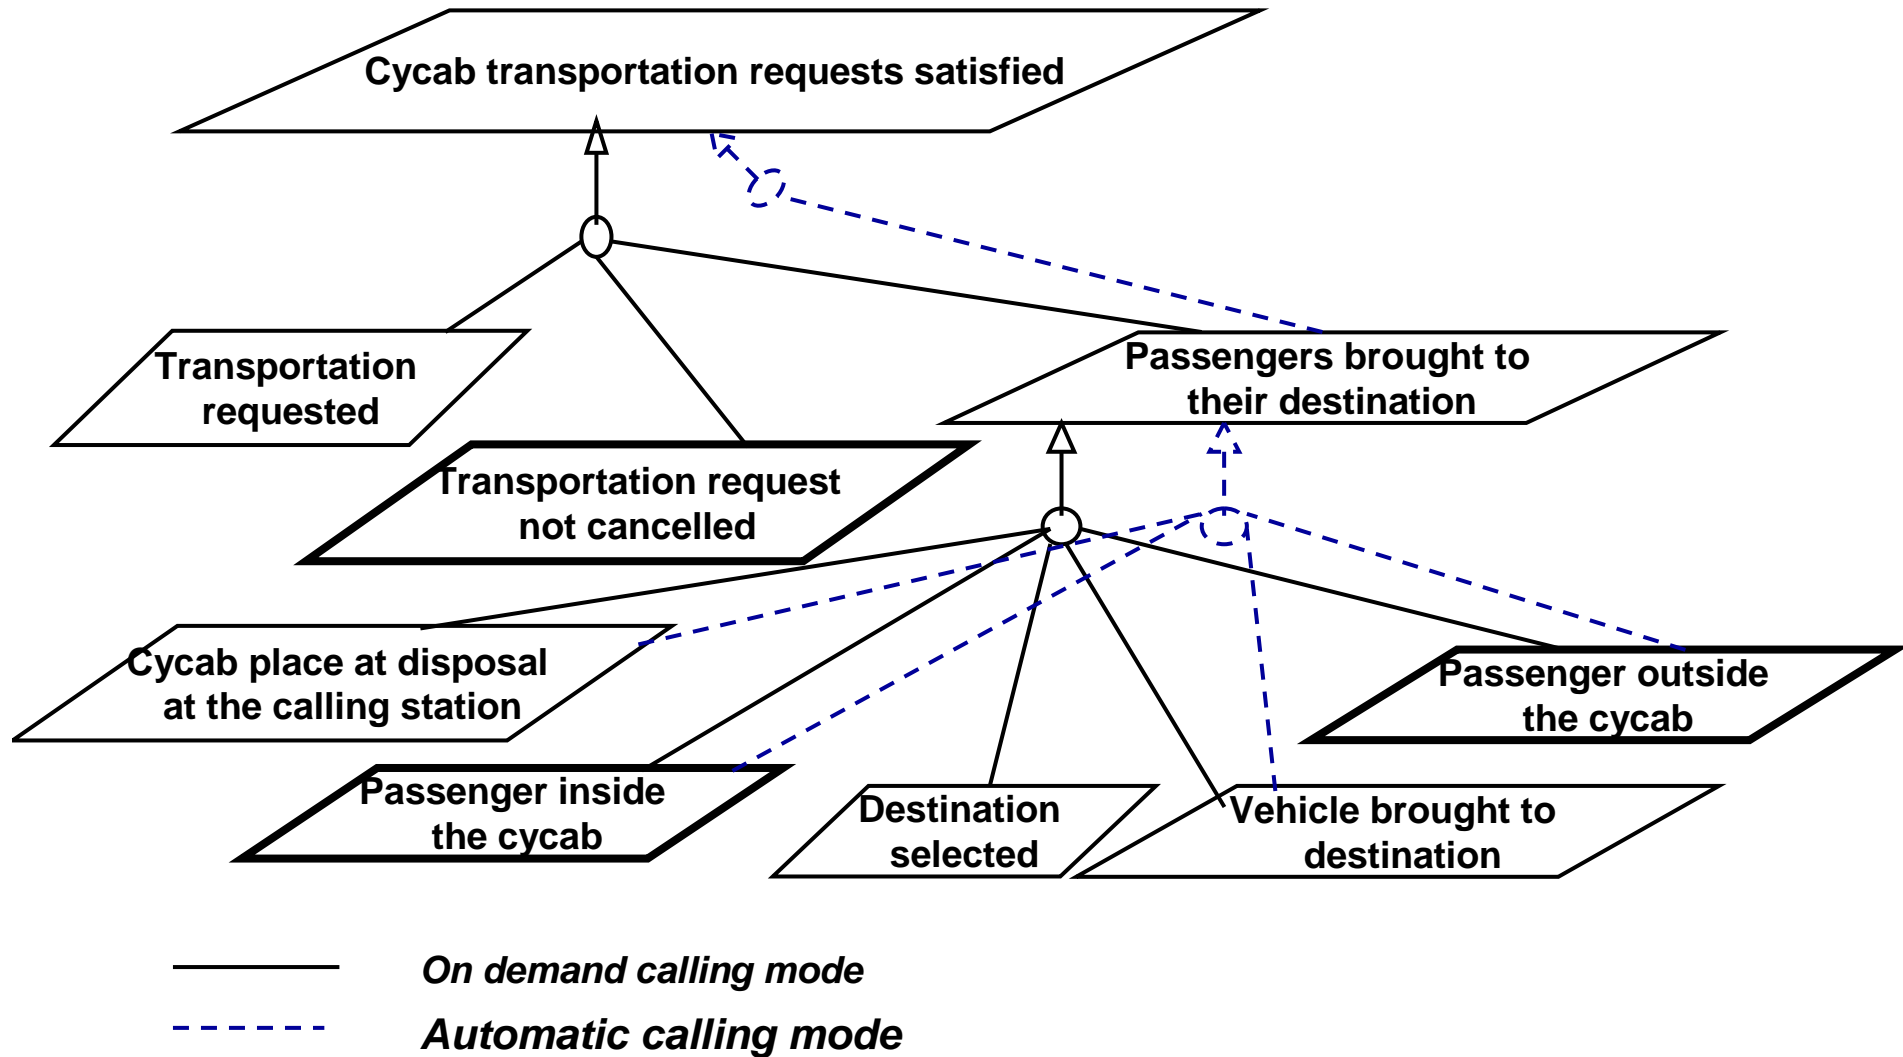 Cycab transportation requests satisfied
Transportation
requested
Passengers brought to
their destination
Transportation request
not cancelled
Cycab place at disposal
at the calling station
Passenger outside
the cycab
Passenger inside
the cycab
Destination
selected
Vehicle brought to
destination
On demand calling mode
Automatic calling mode